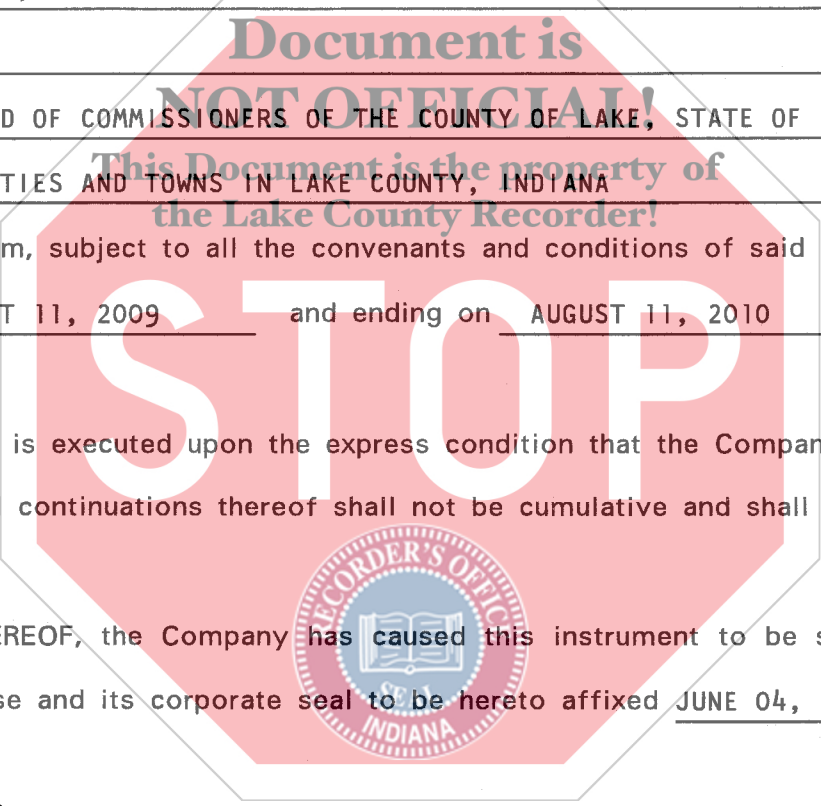 Document is
NOT OFFICIAL!
D OF COMMISSIONERS OF THE COUNTY OF LAKE, STATE OF
This Document is the property of
TIES AND TOWNS IN LAKE COUNTY, INDIANA
the Lake County Recorder!
m, subject to all the convenants and conditions of said
T 11, 2009 and ending on AUGUST 11, 2010
STOP
is executed upon the express condition that the Compan
continuations thereof shall not be cumulative and shall
RECORDER'S OFFICE
EREOF, the Company has caused this instrument to be s
se and its corporate seal to be hereto affixed JUNE 04,
SEAL
INDIANA